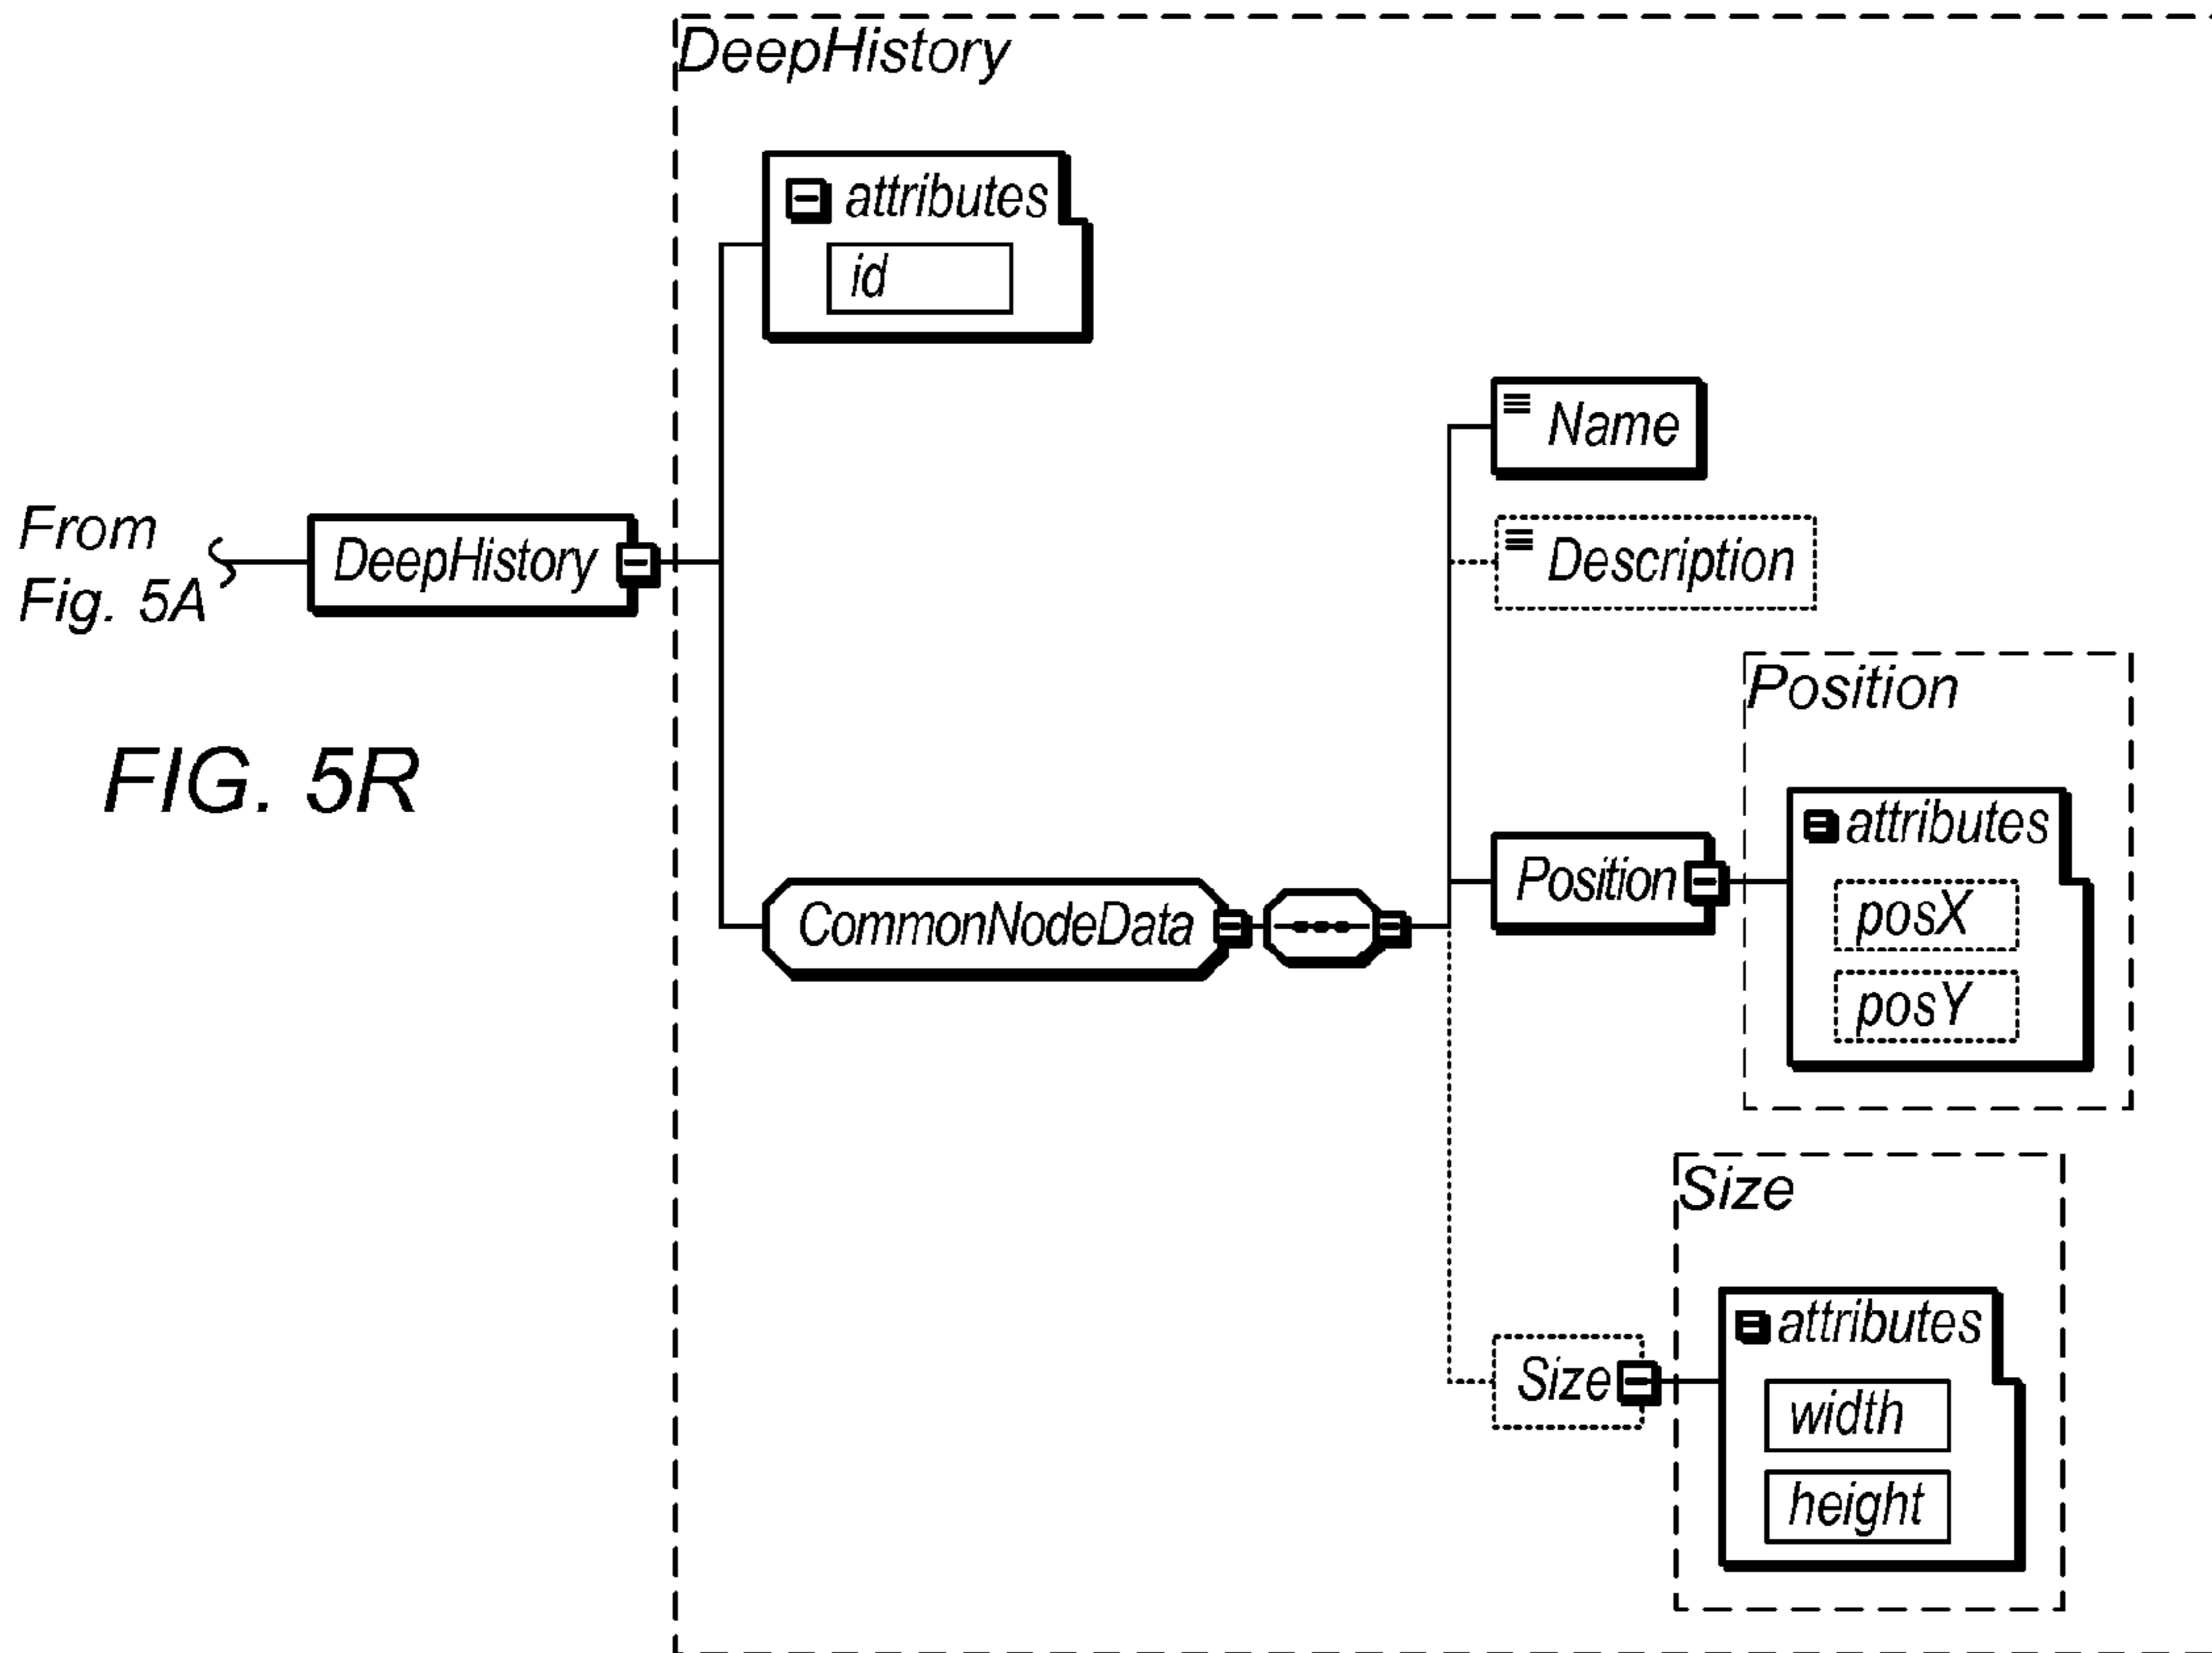 DeepHistory
attributes
id
Name
From
Fig. 5A
DeepHistory
Description
Position
FIG. 5R
attributes
Position
posX
CommonNodeData
posY
Size
attributes
Size
width
height